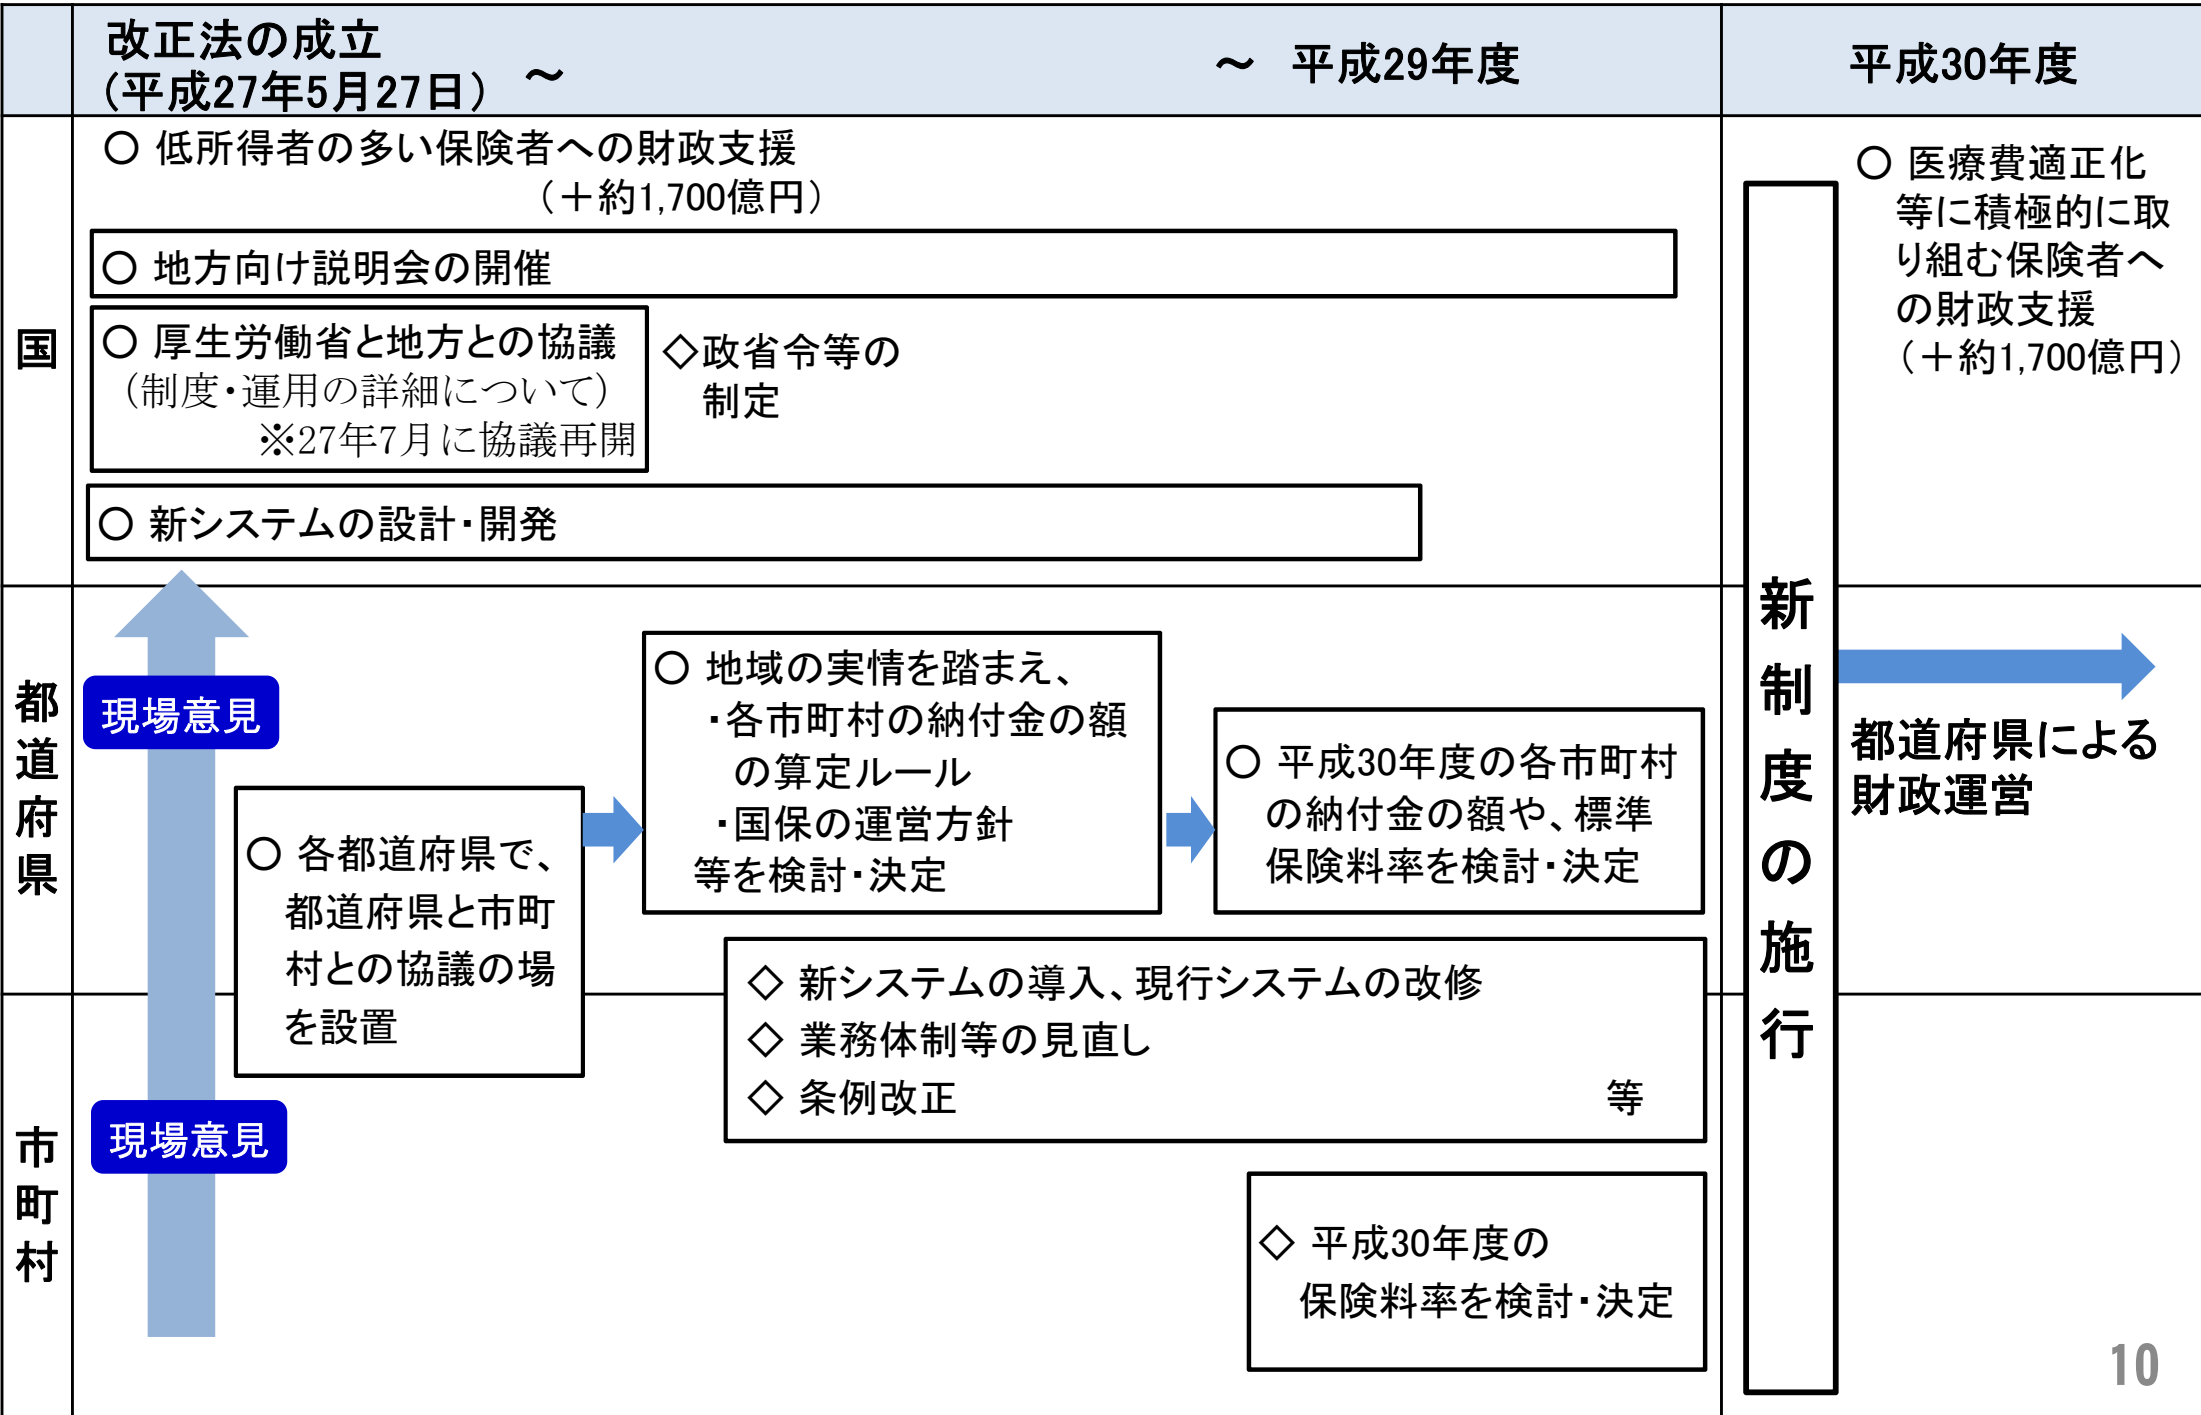 改正法の成立
(平成27年5月27日) ～
～ 平成29年度
平成30年度
国
○ 低所得者の多い保険者への財政支援
（＋約1,700億円）
○ 地方向け説明会の開催
○ 厚生労働省と地方との協議
（制度・運用の詳細について）
※27年7月に協議再開
◇政省令等の
制定
○ 新システムの設計・開発
○ 医療費適正化
等に積極的に取
り組む保険者へ
の財政支援
（＋約1,700億円）
都道府県
現場意見
○ 各都道府県で、
都道府県と市町
村との協議の場
を設置
○ 地域の実情を踏まえ、
・各市町村の納付金の額
の算定ルール
・国保の運営方針
等を検討・決定
○ 平成30年度の各市町村
の納付金の額や、標準
保険料率を検討・決定
新制度の施行
都道府県による
財政運営
◇ 新システムの導入、現行システムの改修
◇ 業務体制等の見直し
◇ 条例改正 等
市町村
現場意見
◇ 平成30年度の
保険料率を検討・決定
10